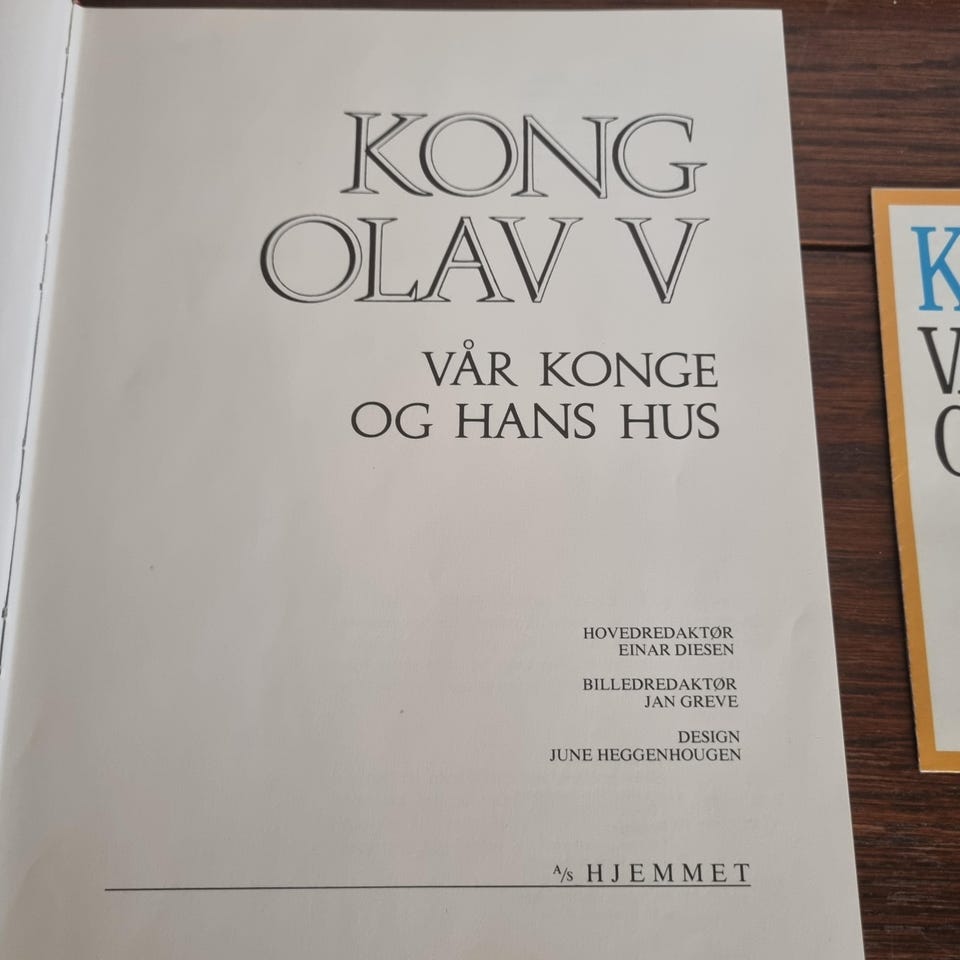 KONG
OLAV V
VÅR KONGE
OG HANS HUS
HOVEDREDAKTØR
EINAR DIESEN
BILLEDREDAKTØR
JAN GREVE
DESIGN
JUNE HEGGENHOUGEN
A/S HJEMMET